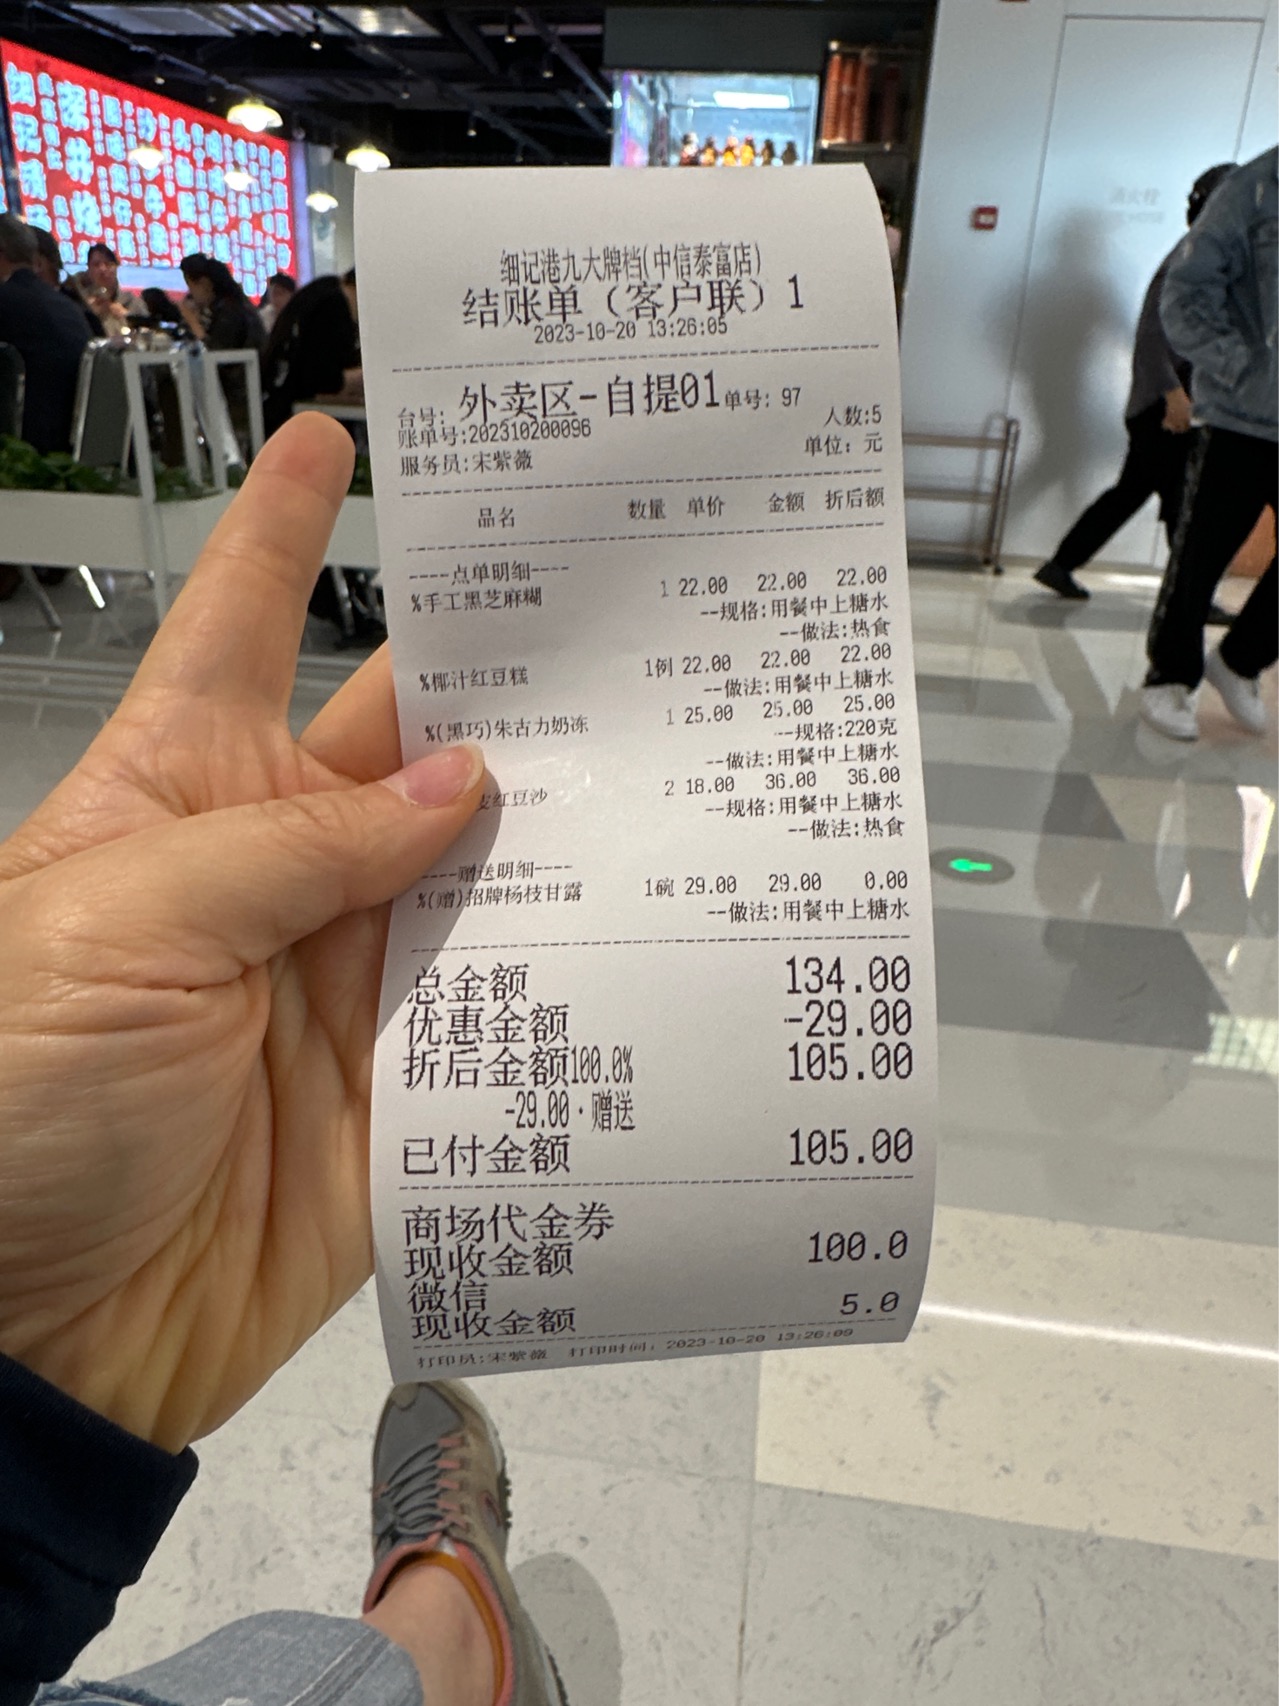 细记港九大牌档(中信泰富店)
结账单（客户联）1
2023-10-20 13:26:05
台号: 外卖区-自提01 单号: 97
账单号:202310200096 人数:5
服务员:宋紫薇 单位: 元
品名 数量 单价 金额 折后额
----点单明细----
%手工黑芝麻糊 1 22.00 22.00 22.00
--规格:用餐中上糖水
--做法:热食
%椰汁红豆糕 1例 22.00 22.00 22.00
--做法:用餐中上糖水
%(黑巧)朱古力奶冻 1 25.00 25.00 25.00
--规格:220克
--做法:用餐中上糖水
红豆沙 2 18.00 36.00 36.00
--规格:用餐中上糖水
--做法:热食
----赠送明细----
%(赠)招牌杨枝甘露 1碗 29.00 29.00 0.00
--做法:用餐中上糖水
总金额 134.00
优惠金额 -29.00
折后金额100.0% 105.00
-29.00·赠送
已付金额 105.00
商场代金券
现收金额 100.0
微信
现收金额 5.0
打印员:宋紫薇 打印时间: 2023-10-20 13:26:09
消火栓